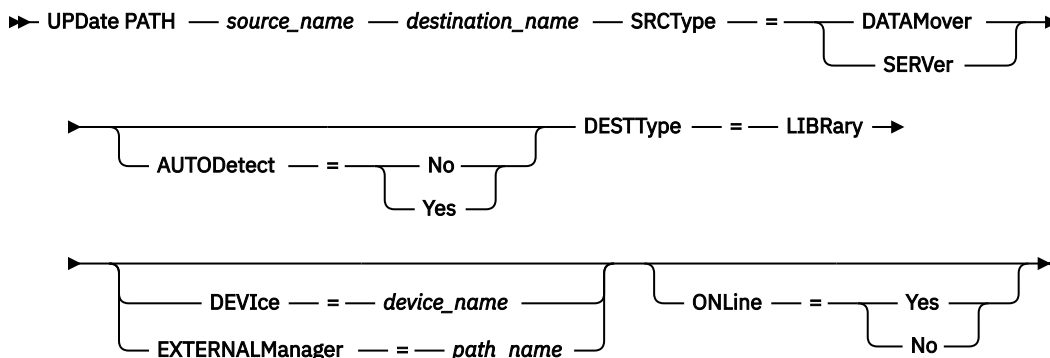 UPDate PATH source_name destination_name SRCType = DATAMover
SERVer
AUTODetect = No
Yes
DESTType = LIBRary
DEVIce = device_name
EXTERNALManager = path_name
ONLine = Yes
No